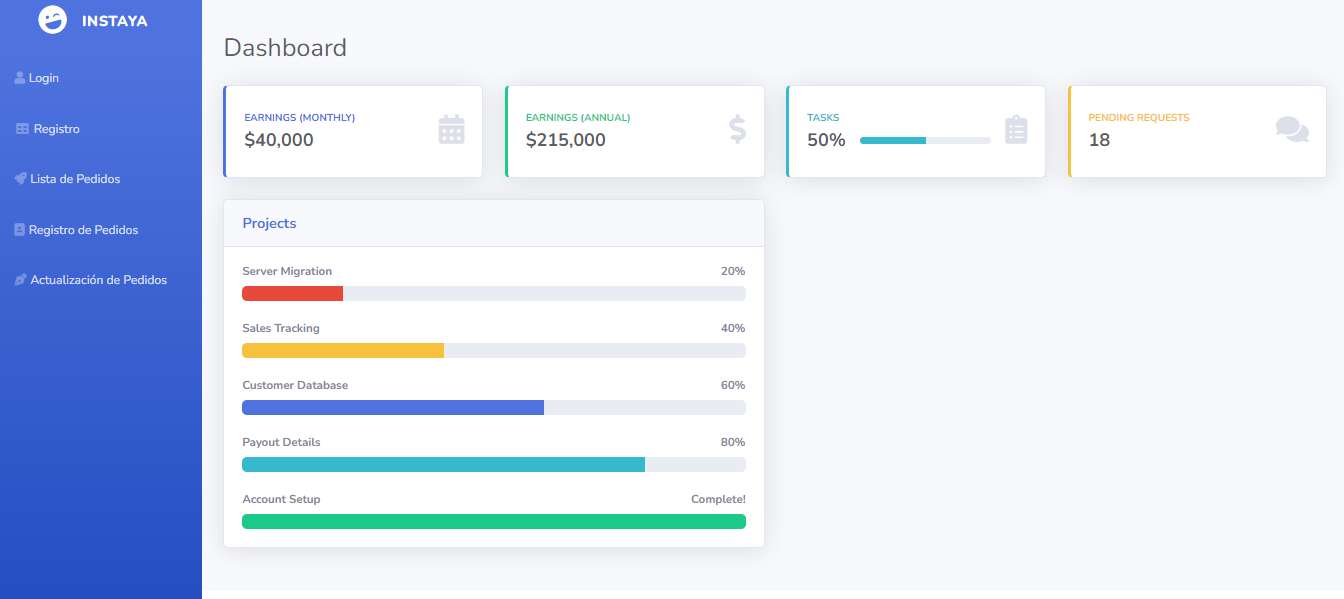 INSTAYA
Login
Registro
Lista de Pedidos
Registro de Pedidos
Actualización de Pedidos
Dashboard
EARNINGS (MONTHLY)
$40,000
EARNINGS (ANNUAL)
$215,000
TASKS
50%
PENDING REQUESTS
18
Projects
Server Migration 20%
Sales Tracking 40%
Customer Database 60%
Payout Details 80%
Account Setup Complete!